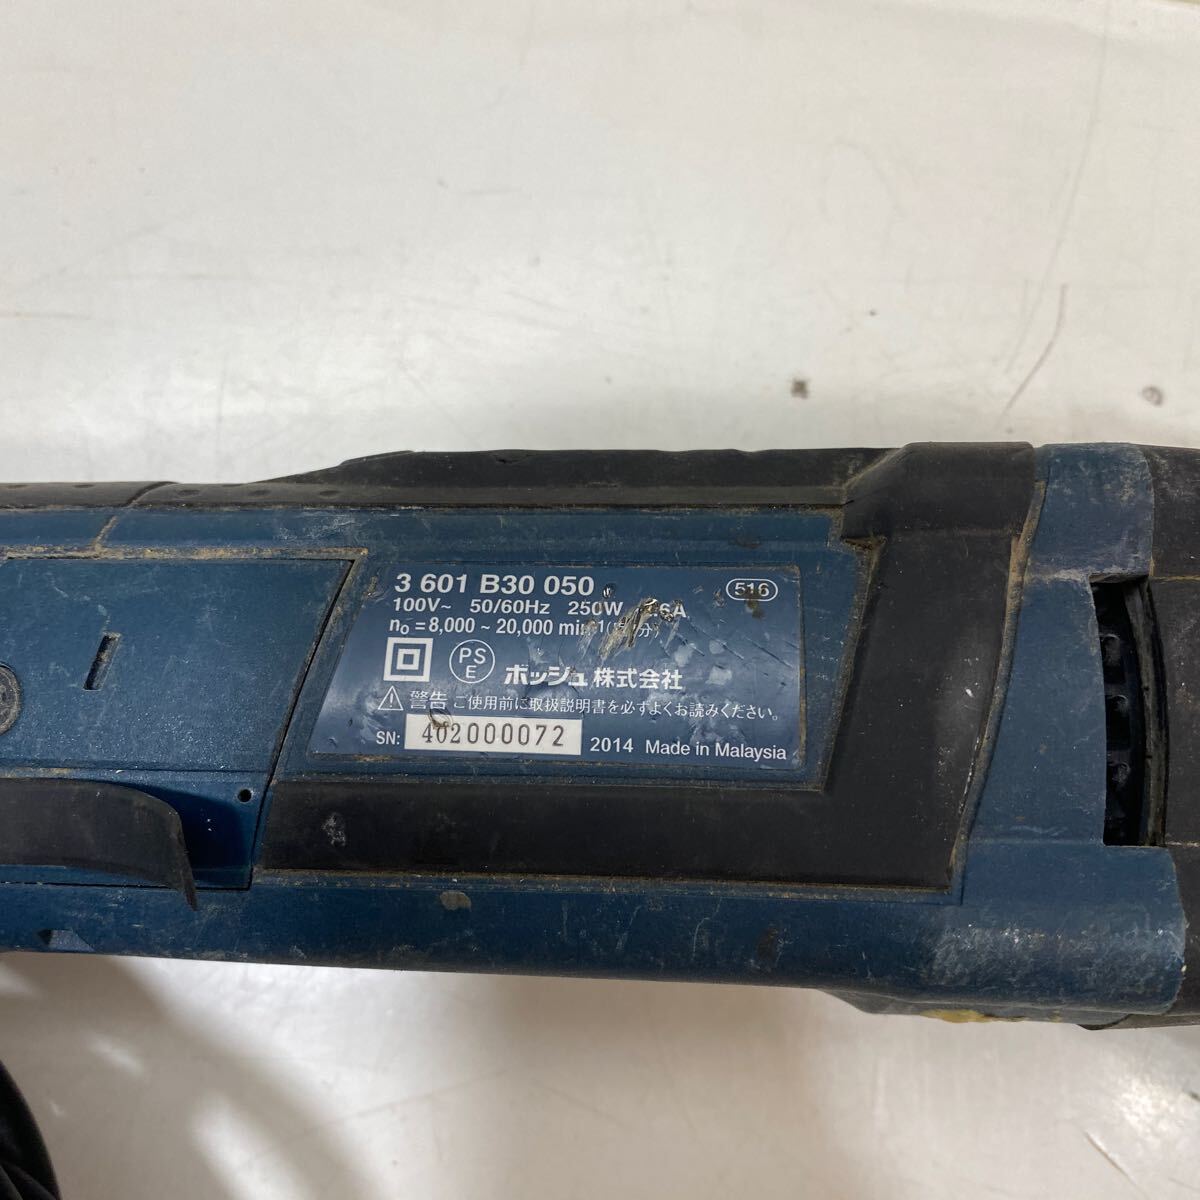 3 601 B30 050
516
100V~ 50/60Hz 250W
n₀ = 8,000 ~ 20,000
PS
E
ボッシュ 株式会社
警告 ご使用前に取扱説明書を必ずよくお読みください。
SN: 402000072 2014 Made in Malaysia